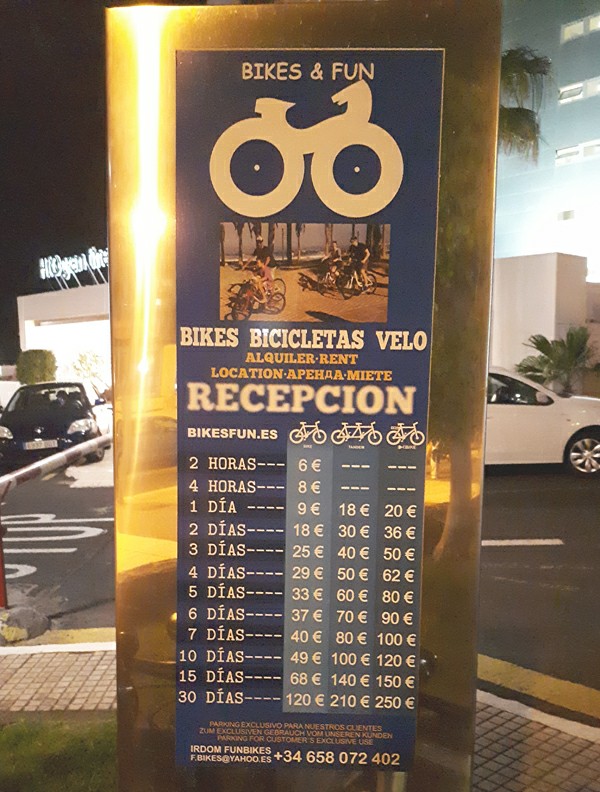 BIKES & FUN
BIKES BICICLETAS VELO
ALQUILER·RENT
LOCATION·АРЕНДА·MIETE
RECEPCION
BIKESFUN.ES
TANDEM
2 HORAS--- 6 € --- ---
4 HORAS--- 8 € --- ---
1 DÍA ---- 9 € 18 € 20 €
2 DÍAS---- 18 € 30 € 36 €
3 DÍAS---- 25 € 40 € 50 €
4 DÍAS---- 29 € 50 € 62 €
5 DÍAS---- 33 € 60 € 80 €
6 DÍAS---- 37 € 70 € 90 €
7 DÍAS---- 40 € 80 € 100 €
10 DÍAS---- 49 € 100 € 120 €
15 DÍAS---- 68 € 140 € 150 €
30 DÍAS---- 120 € 210 € 250 €
PARKING EXCLUSIVO PARA NUESTROS CLIENTES
ZUM EXCLUSIVEN GEBRAUCH VOM UNSEREN KUNDEN
PARKING FOR CUSTOMER'S EXCLUSIVE USE
IRDOM FUNBIKES
F.BIKES@YAHOO.ES +34 658 072 402
STOP